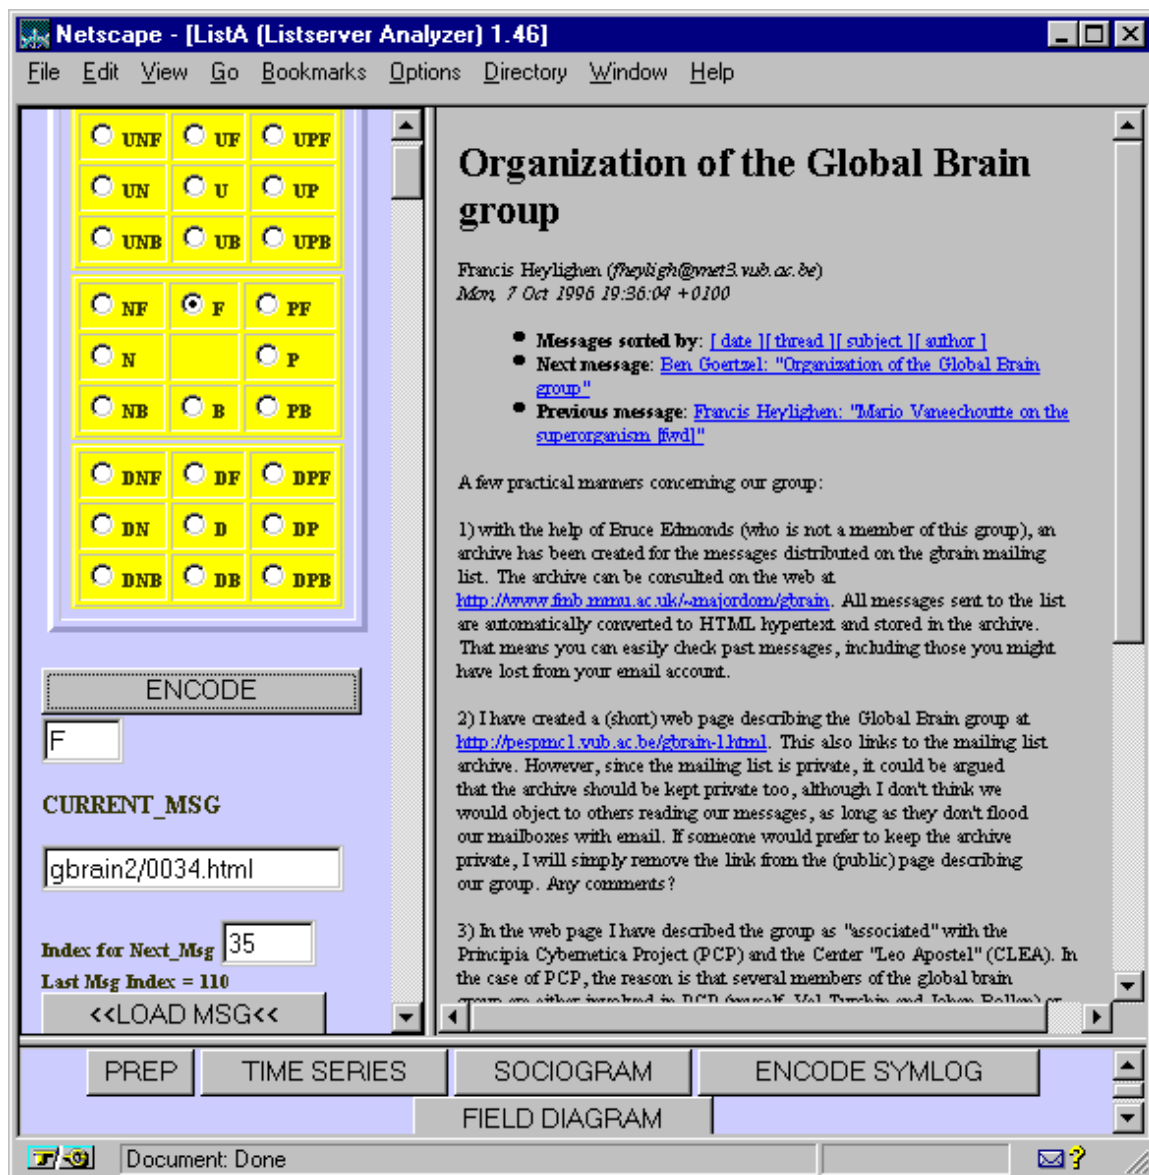 Netscape - [ListA (Listserver Analyzer) 1.46]
File Edit View Go Bookmarks Options Directory Window Help
UNF UF UPF
UN U UP
UNB UB UPB
NF F PF
N P
NB B PB
DNF DF DPF
DN D DP
DNB DB DPB
ENCODE
F
CURRENT_MSG
gbrain2/0034.html
Index for Next_Msg 35
Last Msg Index = 110
<<LOAD MSG<<
Organization of the Global Brain
group
Francis Heylighen (fheyligh@vnet3.vub.ac.be)
Mon, 7 Oct 1996 19:36:04 +0100
Messages sorted by: [ date ][ thread ][ subject ][ author ]
Next message: Ben Goertzel: "Organization of the Global Brain
group"
Previous message: Francis Heylighen: "Mario Vaneechoutte on the
superorganism [fwd]"
A few practical manners concerning our group:
1) with the help of Bruce Edmonds (who is not a member of this group), an
archive has been created for the messages distributed on the gbrain mailing
list. The archive can be consulted on the web at
http://www.fmb.mmu.ac.uk/~majordom/gbrain. All messages sent to the list
are automatically converted to HTML hypertext and stored in the archive.
That means you can easily check past messages, including those you might
have lost from your email account.
2) I have created a (short) web page describing the Global Brain group at
http://pespmc1.vub.ac.be/gbrain-l.html. This also links to the mailing list
archive. However, since the mailing list is private, it could be argued
that the archive should be kept private too, although I don't think we
would object to others reading our messages, as long as they don't flood
our mailboxes with email. If someone would prefer to keep the archive
private, I will simply remove the link from the (public) page describing
our group. Any comments?
3) In the web page I have described the group as "associated" with the
Principia Cybernetica Project (PCP) and the Center "Leo Apostel" (CLEA). In
the case of PCP, the reason is that several members of the global brain
group are either involved in PCP (myself, Val Turchin and Johan Bollen) or
PREP TIME SERIES SOCIOGRAM ENCODE SYMLOG
FIELD DIAGRAM
Document: Done